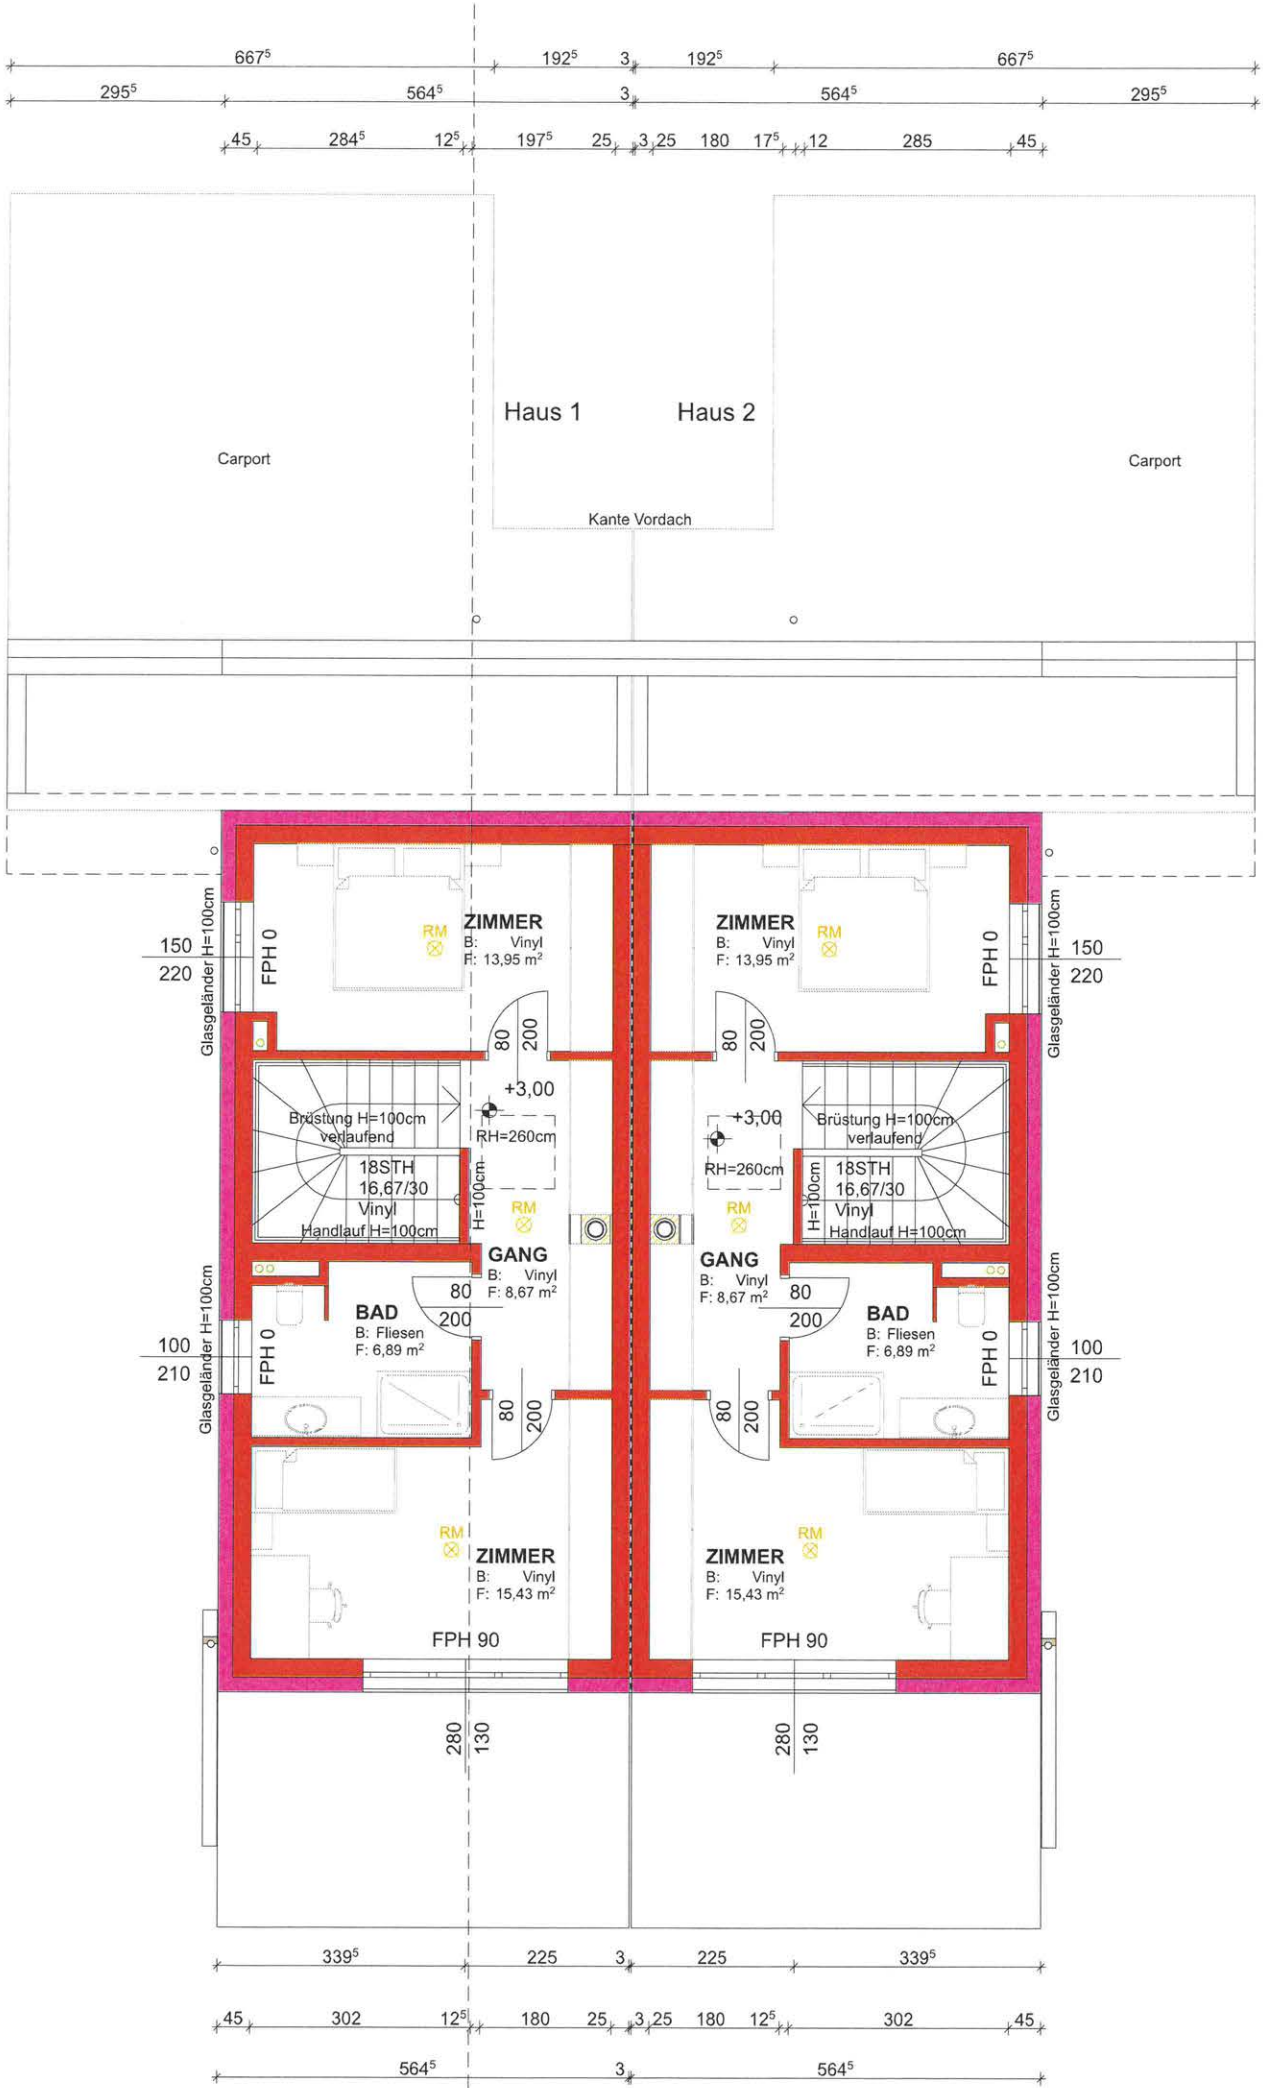 667⁵ 192⁵ 3 192⁵ 667⁵
295⁵ 564⁵ 3 564⁵ 295⁵
45 284⁵ 12⁵ 197⁵ 25 3 25 180 17⁵ 12 285 45
Haus 1 Haus 2
Carport Carport
Kante Vordach
Glasgeländer H=100cm
150
220
FPH 0
RM
ZIMMER
B: Vinyl
F: 13,95 m²
80
200
ZIMMER
B: Vinyl
F: 13,95 m²
RM
FPH 0
Glasgeländer H=100cm
150
220
80
200
+3,00
RH=260cm
Brüstung H=100cm
verlaufend
18STH
16,67/30
Vinyl
Handlauf H=100cm
H=100cm
RM
+3,00
RH=260cm
Brüstung H=100cm
verlaufend
18STH
16,67/30
Vinyl
Handlauf H=100cm
H=100cm
RM
GANG
B: Vinyl
F: 8,67 m²
GANG
B: Vinyl
F: 8,67 m²
Glasgeländer H=100cm
100
210
FPH 0
BAD
B: Fliesen
F: 6,89 m²
80
200
80
200
BAD
B: Fliesen
F: 6,89 m²
FPH 0
Glasgeländer H=100cm
100
210
80
200
80
200
RM
ZIMMER
B: Vinyl
F: 15,43 m²
FPH 90
RM
ZIMMER
B: Vinyl
F: 15,43 m²
FPH 90
280
130
280
130
339⁵ 225 3 225 339⁵
45 302 12⁵ 180 25 3 25 180 12⁵ 302 45
564⁵ 3 564⁵